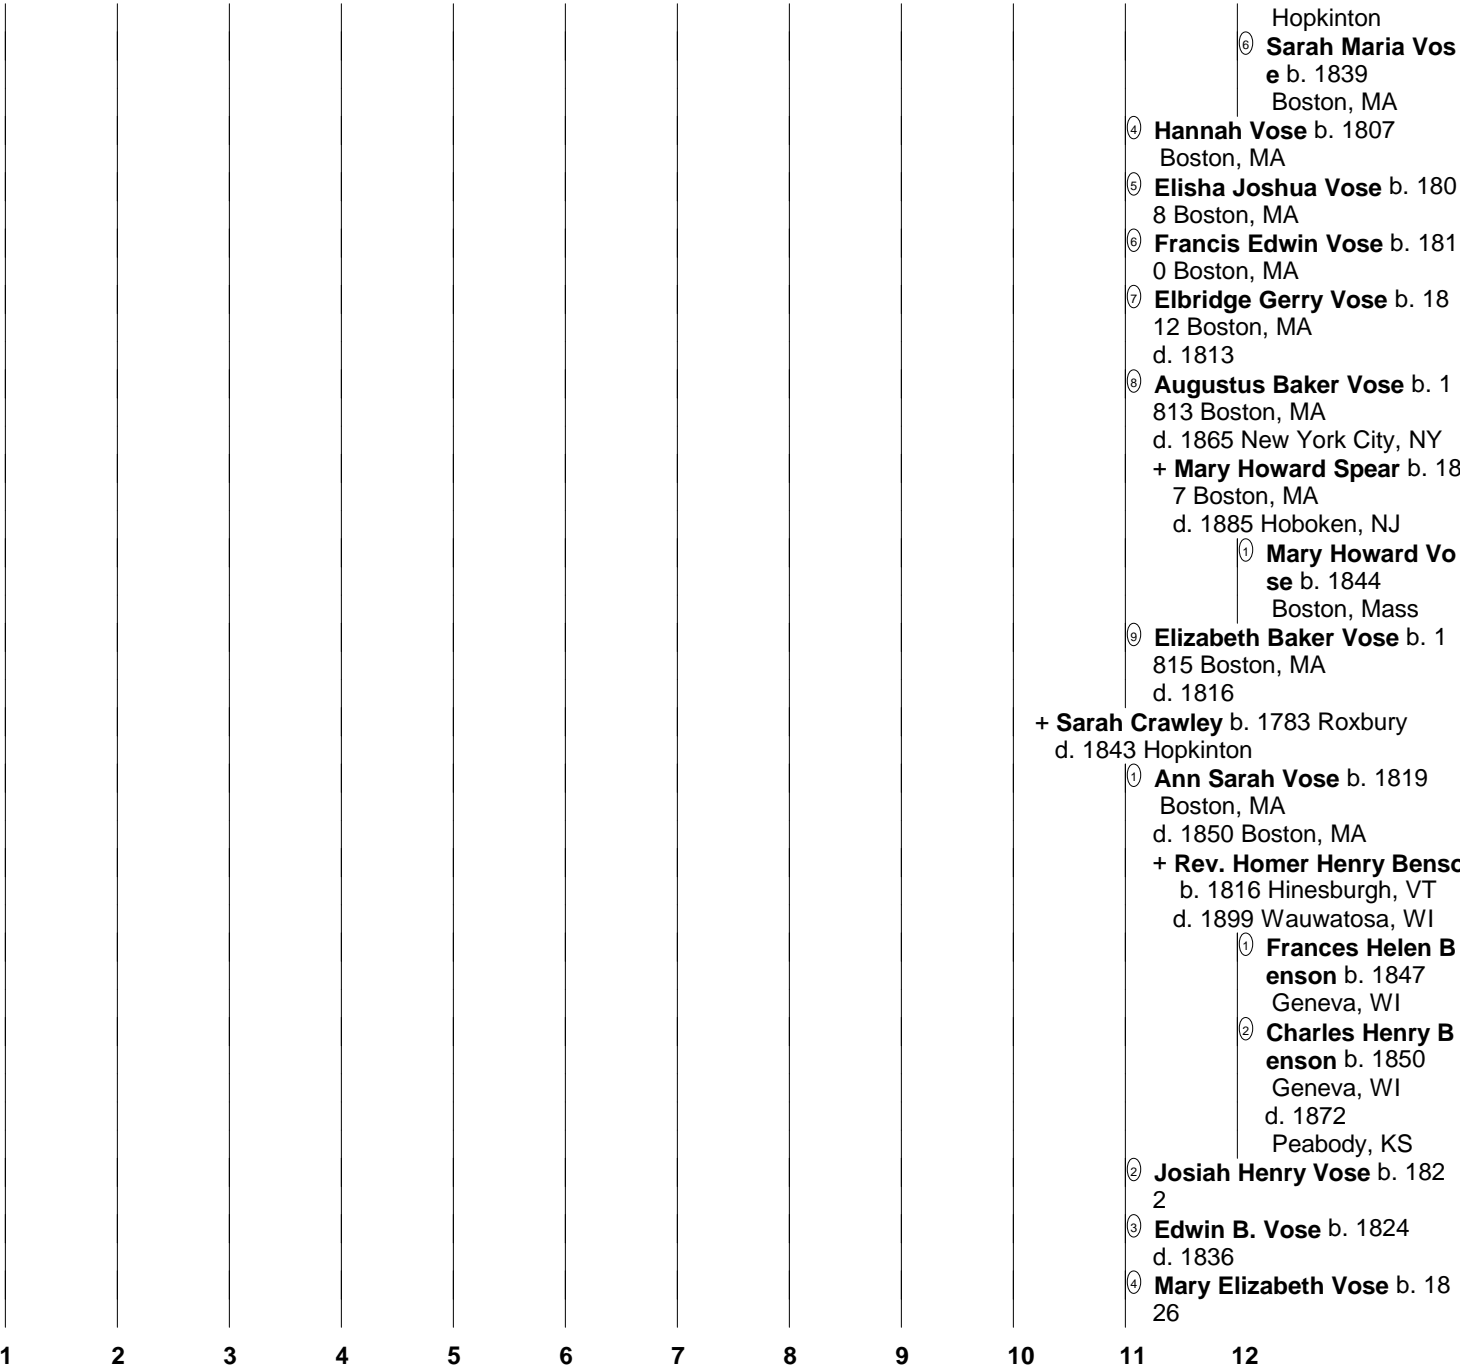 Hopkinton
6 Sarah Maria Vos
e b. 1839
Boston, MA
4 Hannah Vose b. 1807
Boston, MA
5 Elisha Joshua Vose b. 180
8 Boston, MA
6 Francis Edwin Vose b. 181
0 Boston, MA
7 Elbridge Gerry Vose b. 18
12 Boston, MA
d. 1813
8 Augustus Baker Vose b. 1
813 Boston, MA
d. 1865 New York City, NY
+ Mary Howard Spear b. 18
7 Boston, MA
d. 1885 Hoboken, NJ
1 Mary Howard Vo
se b. 1844
Boston, Mass
9 Elizabeth Baker Vose b. 1
815 Boston, MA
d. 1816
+ Sarah Crawley b. 1783 Roxbury
d. 1843 Hopkinton
1 Ann Sarah Vose b. 1819
Boston, MA
d. 1850 Boston, MA
+ Rev. Homer Henry Benso
b. 1816 Hinesburgh, VT
d. 1899 Wauwatosa, WI
1 Frances Helen B
enson b. 1847
Geneva, WI
2 Charles Henry B
enson b. 1850
Geneva, WI
d. 1872
Peabody, KS
2 Josiah Henry Vose b. 182
2
3 Edwin B. Vose b. 1824
d. 1836
4 Mary Elizabeth Vose b. 18
26
1 2 3 4 5 6 7 8 9 10 11 12